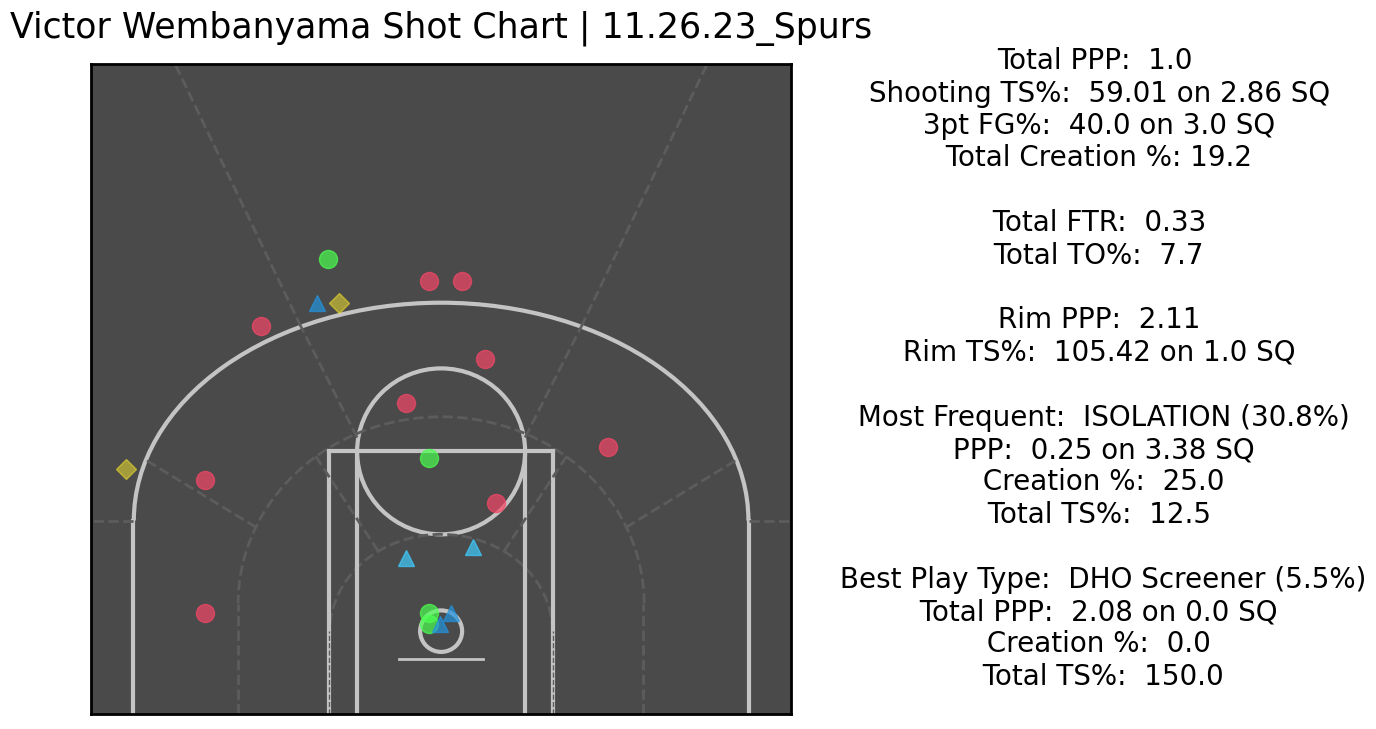 Victor Wembanyama Shot Chart | 11.26.23_Spurs
Total PPP:  1.0
Shooting TS%:  59.01 on 2.86 SQ
3pt FG%:  40.0 on 3.0 SQ
Total Creation %: 19.2
Total FTR:  0.33
Total TO%:  7.7
Rim PPP:  2.11
Rim TS%:  105.42 on 1.0 SQ
Most Frequent:  ISOLATION (30.8%)
PPP:  0.25 on 3.38 SQ
Creation %:  25.0
Total TS%:  12.5
Best Play Type:  DHO Screener (5.5%)
Total PPP:  2.08 on 0.0 SQ
Creation %:  0.0
Total TS%:  150.0